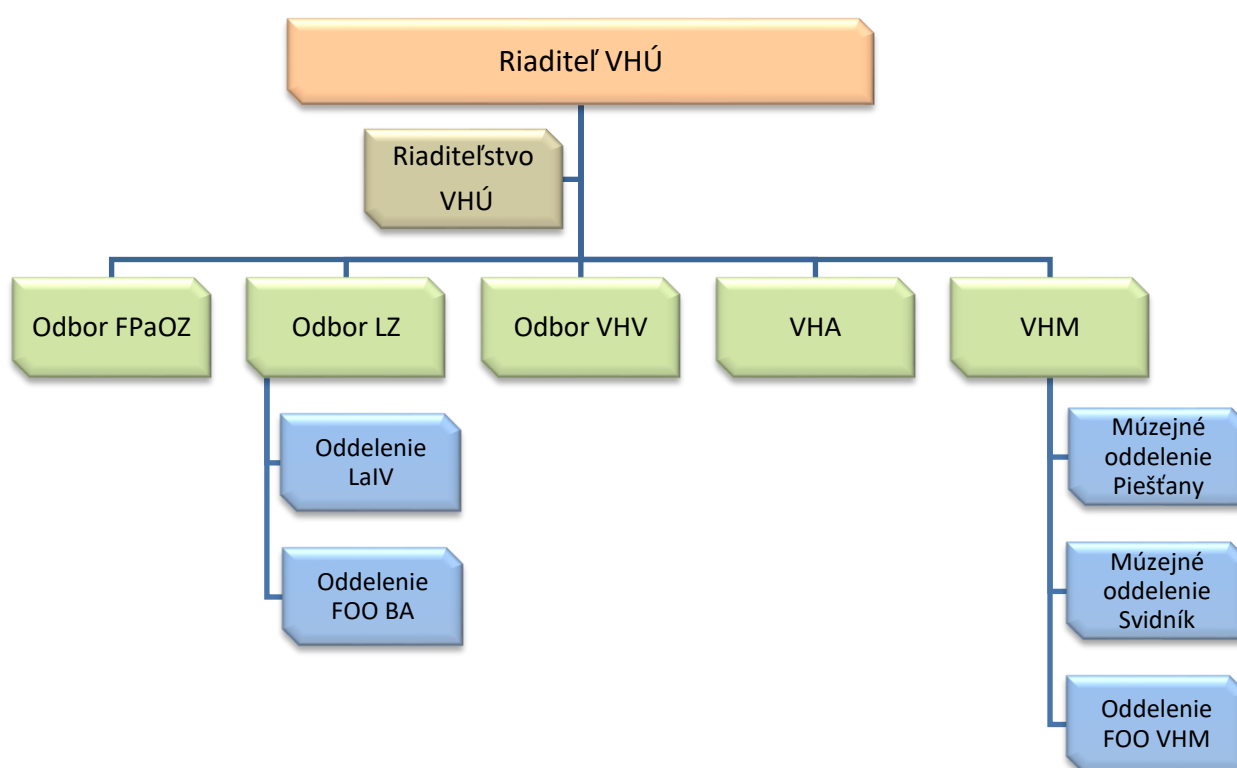 Riaditeľ VHÚ
Riaditeľstvo
VHÚ
Odbor FPaOZ
Odbor LZ
Odbor VHV
VHA
VHM
Oddelenie
LaIV
Oddelenie
FOO BA
Múzejné
oddelenie
Piešťany
Múzejné
oddelenie
Svidník
Oddelenie
FOO VHM